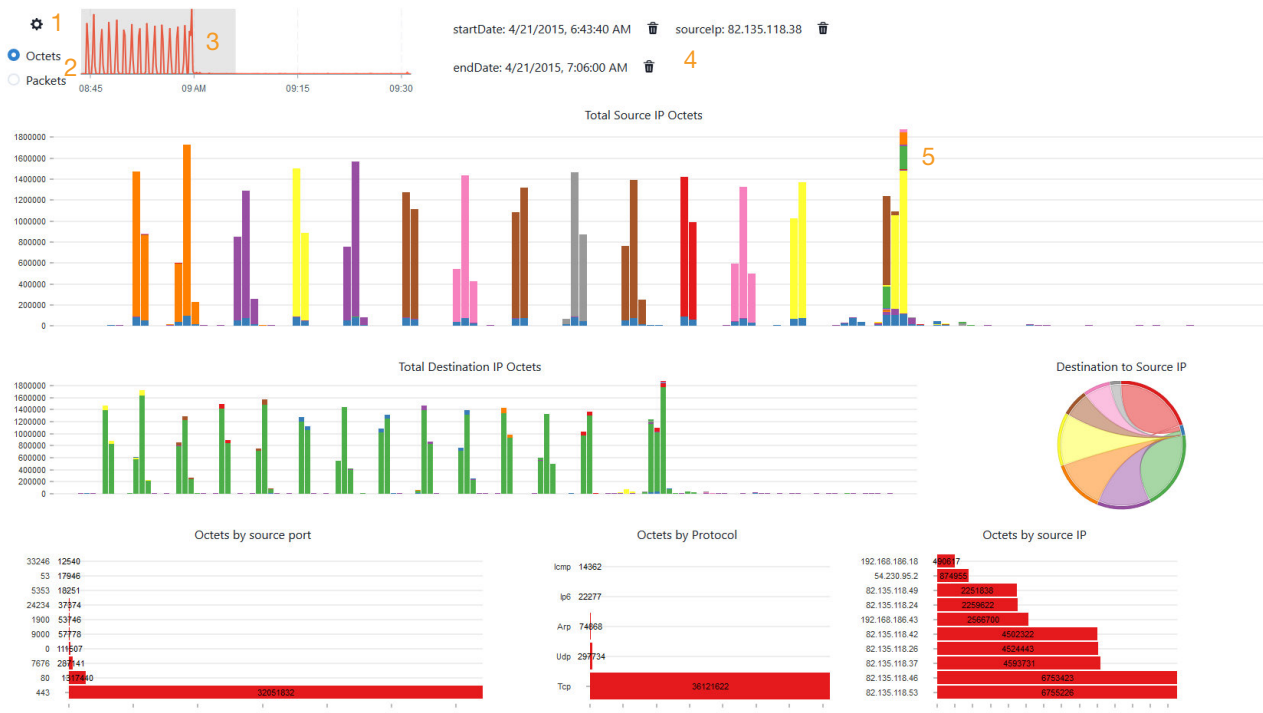 1
Octets
2
Packets
3
08:45 09 AM 09:15 09:30
startDate: 4/21/2015, 6:43:40 AM sourceIp: 82.135.118.38
endDate: 4/21/2015, 7:06:00 AM
4
Total Source IP Octets
1800000
1600000
1400000
1200000
1000000
800000
600000
400000
200000
0
5
Total Destination IP Octets
1800000
1600000
1400000
1200000
1000000
800000
600000
400000
200000
0
Destination to Source IP
Octets by source port
33246 12540
53 17946
5353 18251
24234 37374
1900 53746
9000 57778
0 111507
7676 287141
80 1317440
443 32051832
Octets by Protocol
Icmp 14362
Ip6 22277
Arp 74668
Udp 297734
Tcp 36121622
Octets by source IP
192.168.186.18 490617
54.230.95.2 874955
82.135.118.49 2251838
82.135.118.24 2259622
192.168.186.43 2566700
82.135.118.42 4502322
82.135.118.26 4524443
82.135.118.37 4593731
82.135.118.46 6753423
82.135.118.53 6755226